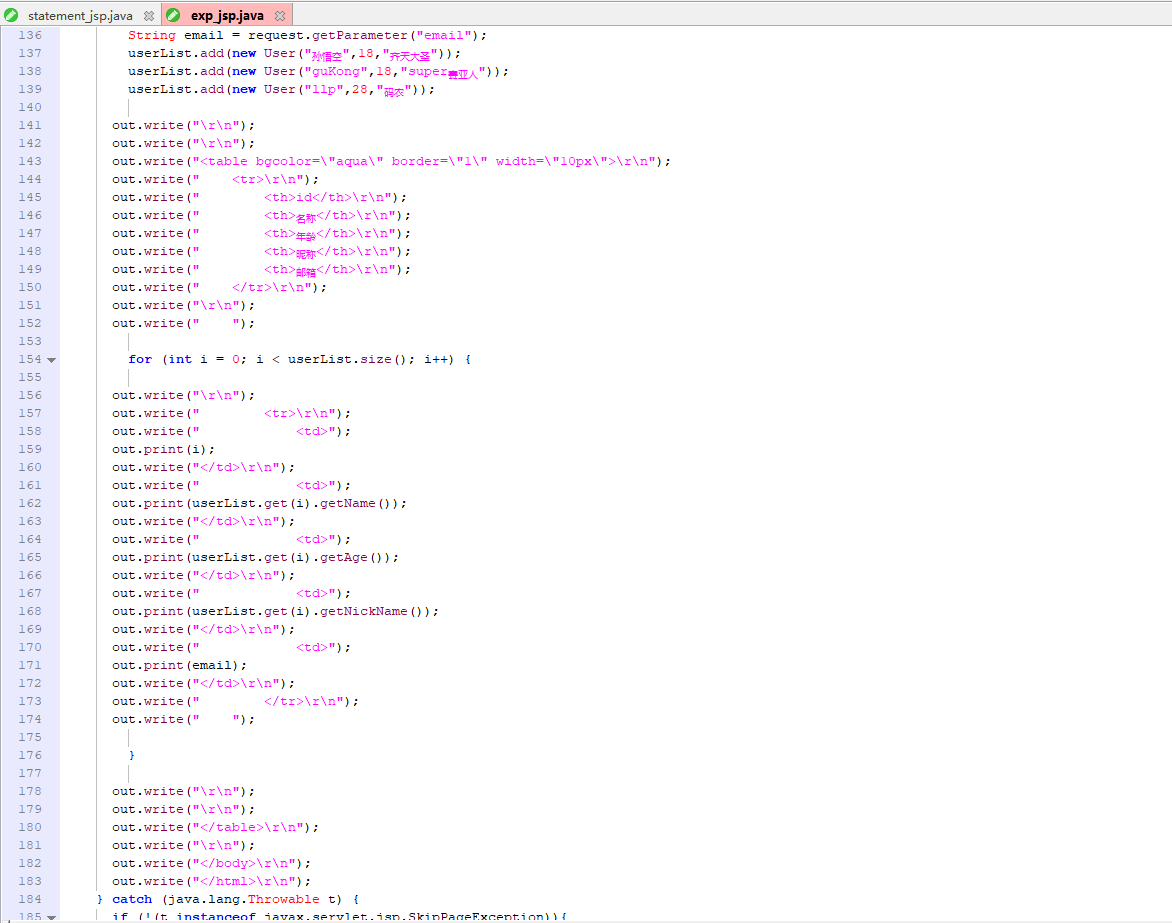 statement_jsp.java exp_jsp.java
136 String email = request.getParameter("email");
137 userList.add(new User("孙悟空",18,"齐天大圣"));
138 userList.add(new User("guKong",18,"super赛亚人"));
139 userList.add(new User("llp",28,"码农"));
140
141 out.write("\r\n");
142 out.write("\r\n");
143 out.write("<table bgcolor=\"aqua\" border=\"1\" width=\"10px\">\r\n");
144 out.write("    <tr>\r\n");
145 out.write("        <th>id</th>\r\n");
146 out.write("        <th>名称</th>\r\n");
147 out.write("        <th>年龄</th>\r\n");
148 out.write("        <th>昵称</th>\r\n");
149 out.write("        <th>邮箱</th>\r\n");
150 out.write("    </tr>\r\n");
151 out.write("\r\n");
152 out.write("    ");
153
154 for (int i = 0; i < userList.size(); i++) {
155
156 out.write("\r\n");
157 out.write("        <tr>\r\n");
158 out.write("            <td>");
159 out.print(i);
160 out.write("</td>\r\n");
161 out.write("            <td>");
162 out.print(userList.get(i).getName());
163 out.write("</td>\r\n");
164 out.write("            <td>");
165 out.print(userList.get(i).getAge());
166 out.write("</td>\r\n");
167 out.write("            <td>");
168 out.print(userList.get(i).getNickName());
169 out.write("</td>\r\n");
170 out.write("            <td>");
171 out.print(email);
172 out.write("</td>\r\n");
173 out.write("        </tr>\r\n");
174 out.write("    ");
175
176 }
177
178 out.write("\r\n");
179 out.write("\r\n");
180 out.write("</table>\r\n");
181 out.write("\r\n");
182 out.write("</body>\r\n");
183 out.write("</html>\r\n");
184 } catch (java.lang.Throwable t) {
185 if (!(t instanceof javax.servlet.jsp.SkipPageException)){